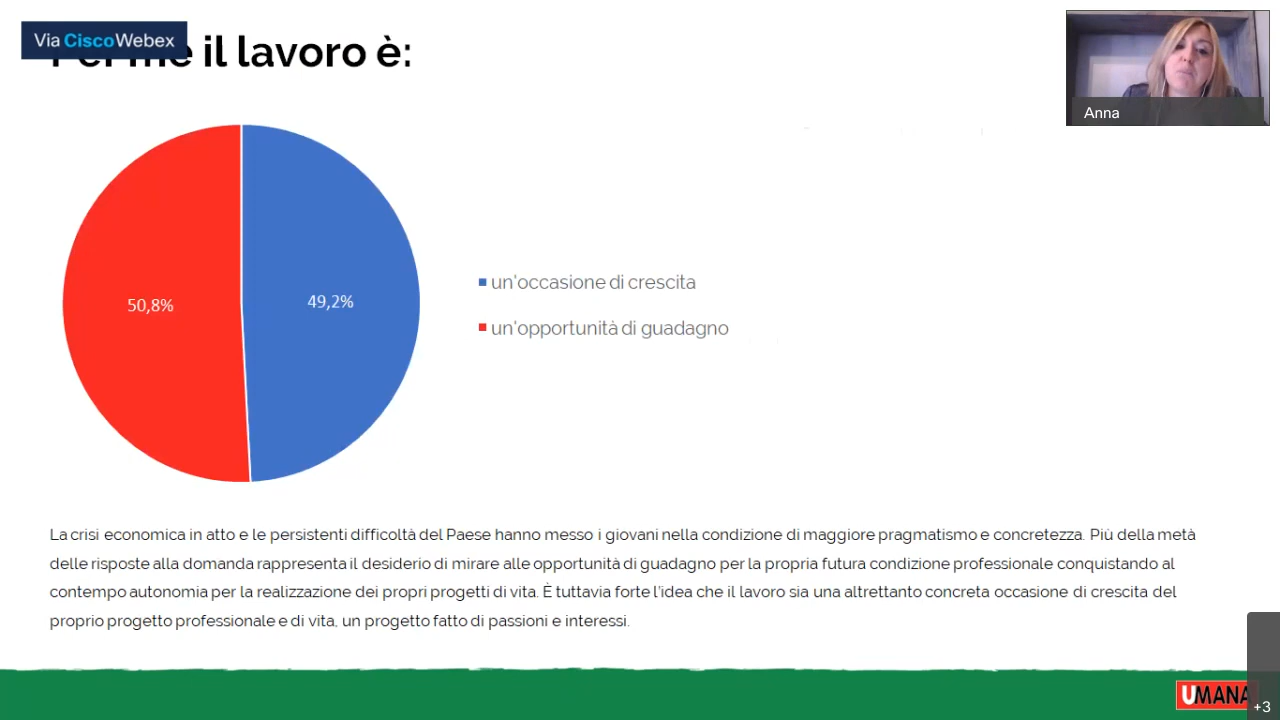 Via CiscoWebex
il lavoro è:
Anna
50,8%
49,2%
un'occasione di crescita
un'opportunità di guadagno
La crisi economica in atto e le persistenti difficoltà del Paese hanno messo i giovani nella condizione di maggiore pragmatismo e concretezza. Più della metà
delle risposte alla domanda rappresenta il desiderio di mirare alle opportunità di guadagno per la propria futura condizione professionale conquistando al
contempo autonomia per la realizzazione dei propri progetti di vita. È tuttavia forte l'idea che il lavoro sia una altrettanto concreta occasione di crescita del
proprio progetto professionale e di vita, un progetto fatto di passioni e interessi.
UMANA
+3